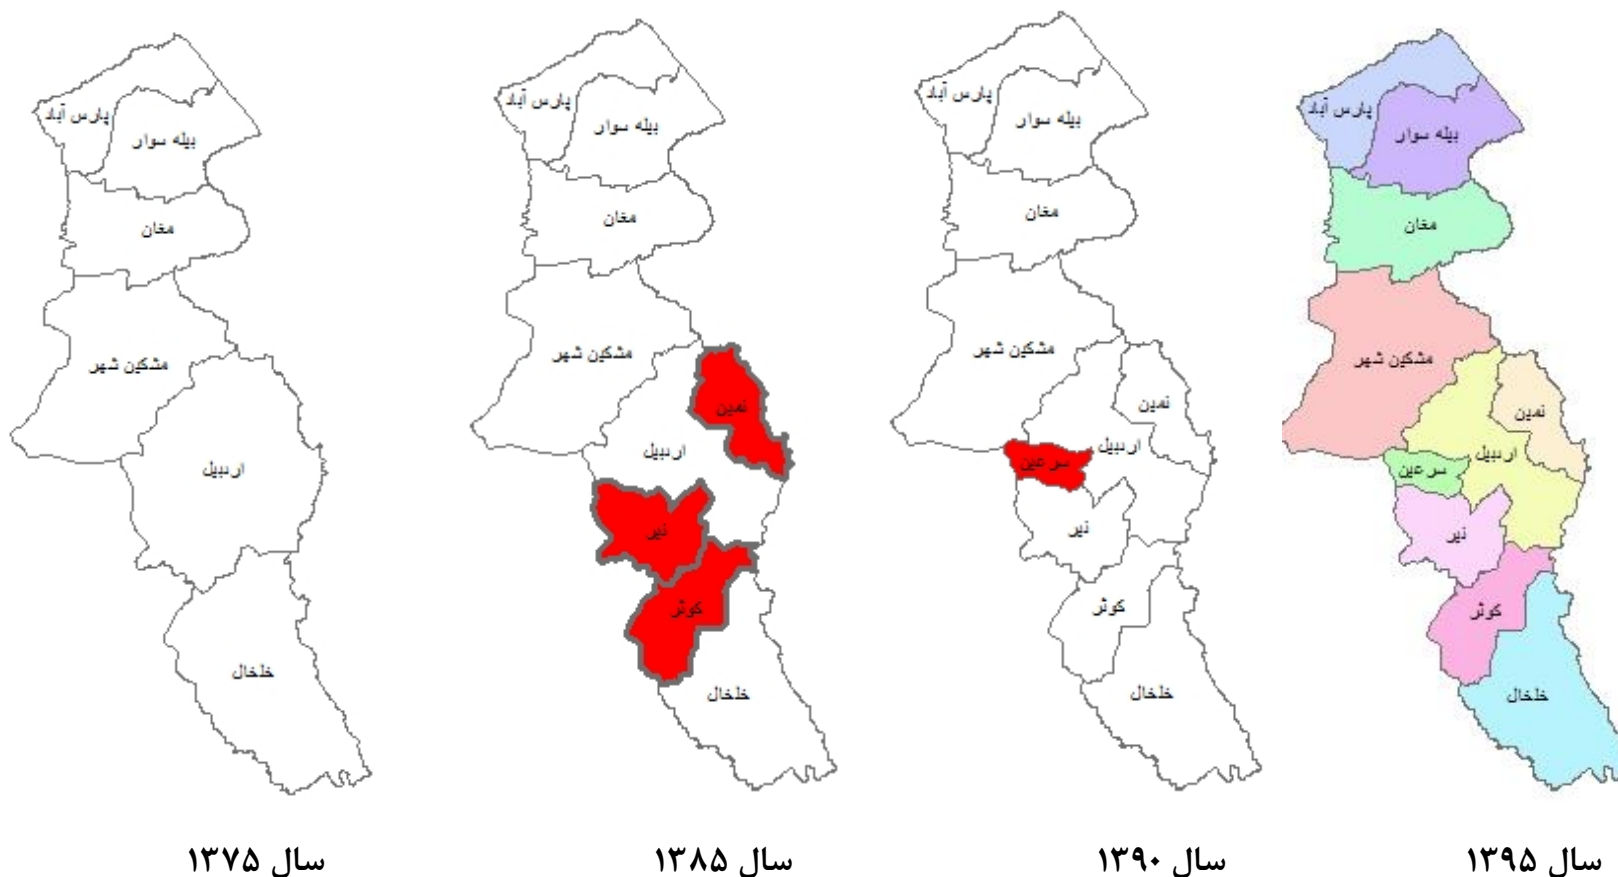 پارس آباد
بیله سوار
مغان
مشکین شهر
اردبیل
خلخال
سال ۱۳۷۵
پارس آباد
بیله سوار
مغان
مشکین شهر
نمین
اردبیل
نیر
کوثر
خلخال
سال ۱۳۸۵
پارس آباد
بیله سوار
مغان
مشکین شهر
نمین
اردبیل
سرعین
نیر
کوثر
خلخال
سال ۱۳۹۰
پارس آباد
بیله سوار
مغان
مشکین شهر
نمین
اردبیل
سرعین
نیر
کوثر
خلخال
سال ۱۳۹۵